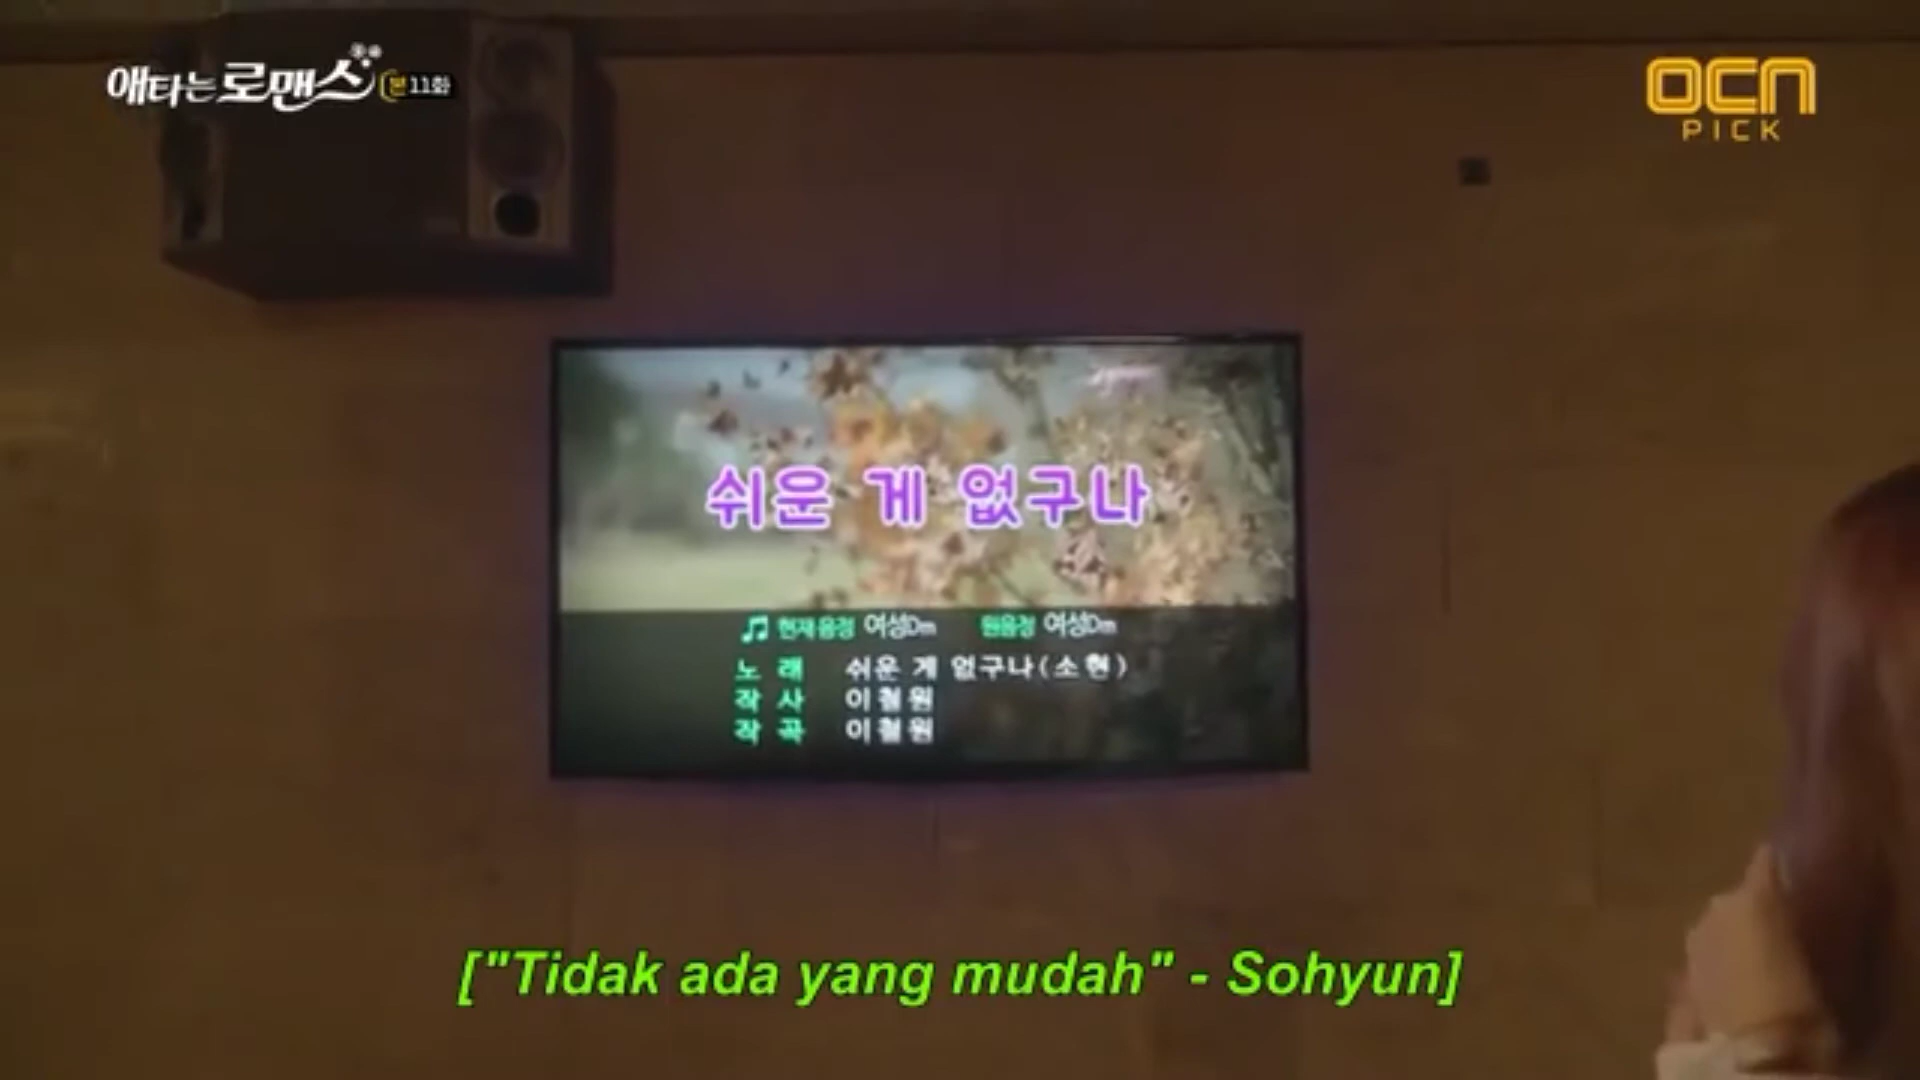 애타는 로맨스 본 11화
OCN
PICK
쉬운 게 없구나
현재음정 여성Dm 원음정 여성Dm
노래 쉬운 게 없구나(소현)
작사 이철원
작곡 이철원
["Tidak ada yang mudah" - Sohyun]